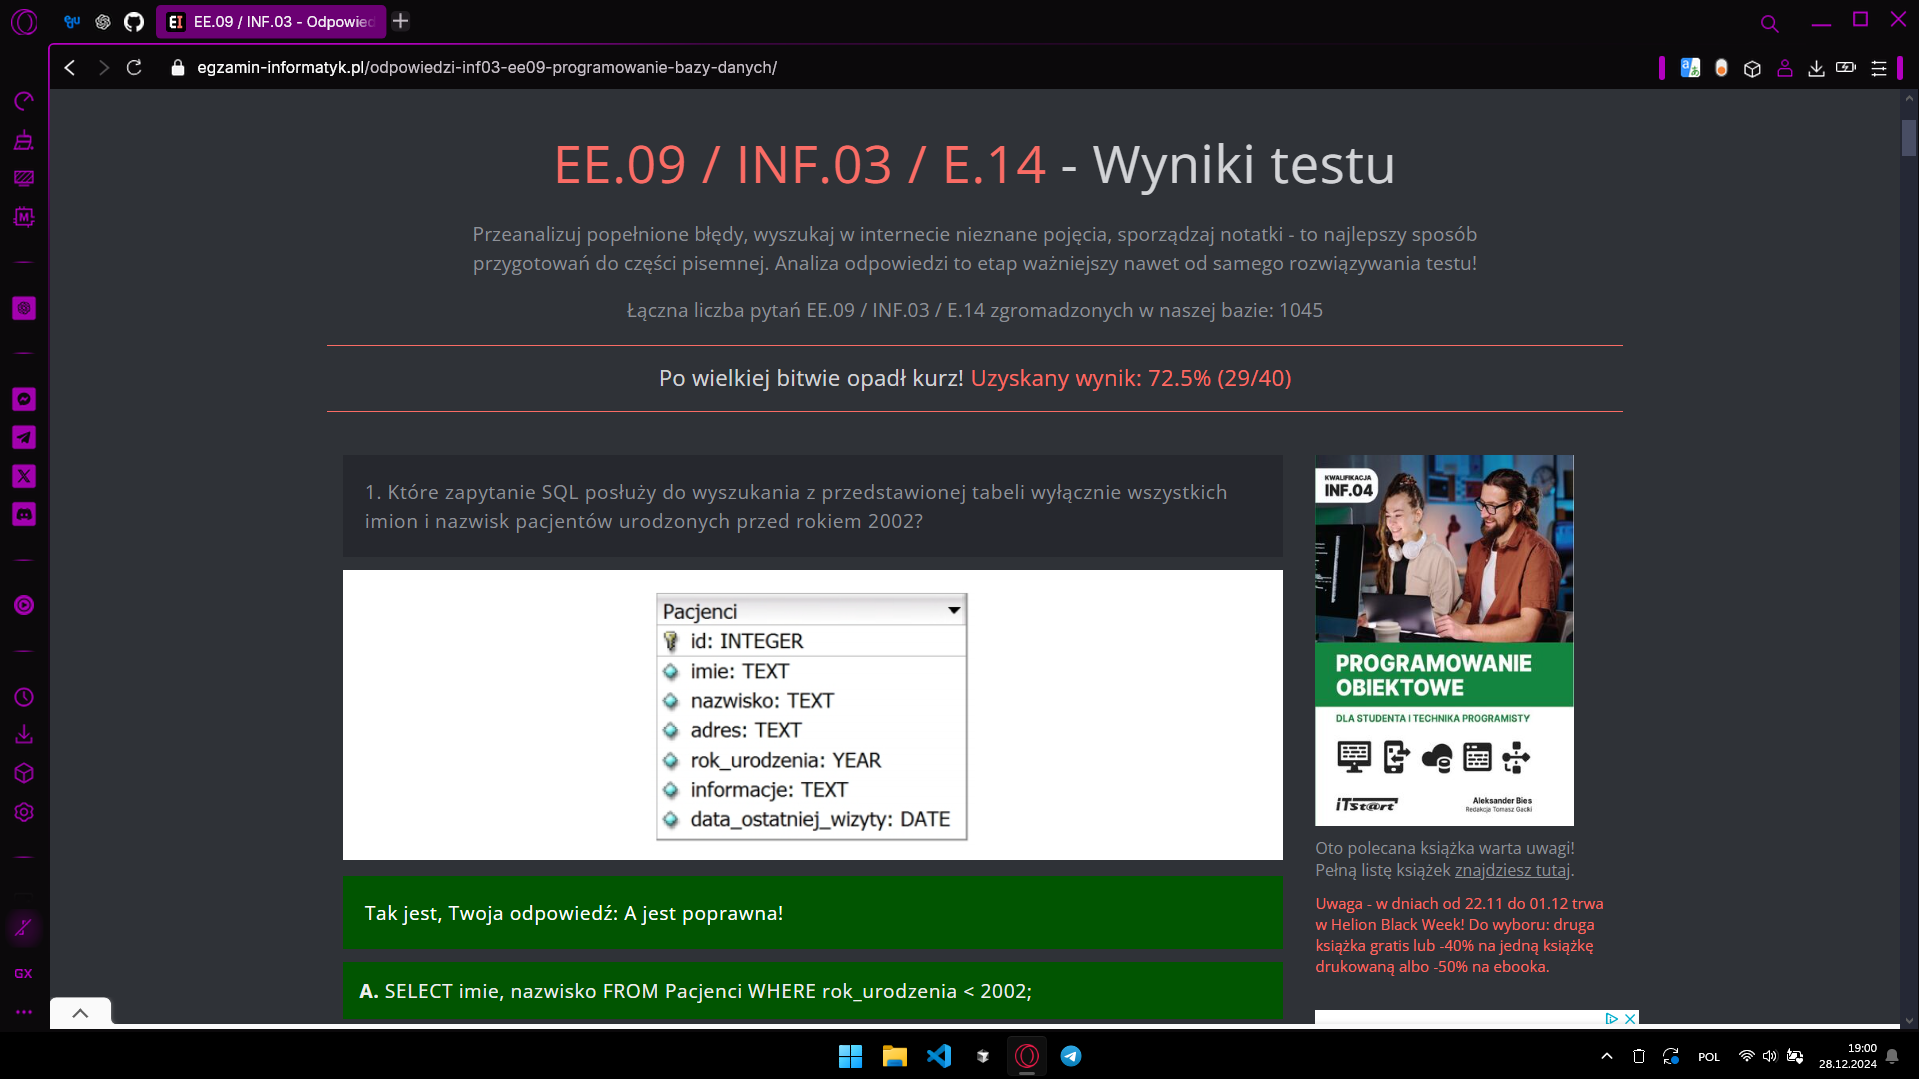 EE.09 / INF.03 - Odpowied
egzamin-informatyk.pl/odpowiedzi-inf03-ee09-programowanie-bazy-danych/
EE.09 / INF.03 / E.14 - Wyniki testu
Przeanalizuj popełnione błędy, wyszukaj w internecie nieznane pojęcia, sporządzaj notatki - to najlepszy sposób
przygotowań do części pisemnej. Analiza odpowiedzi to etap ważniejszy nawet od samego rozwiązywania testu!
Łączna liczba pytań EE.09 / INF.03 / E.14 zgromadzonych w naszej bazie: 1045
Po wielkiej bitwie opadł kurz! Uzyskany wynik: 72.5% (29/40)
1. Które zapytanie SQL posłuży do wyszukania z przedstawionej tabeli wyłącznie wszystkich
imion i nazwisk pacjentów urodzonych przed rokiem 2002?
Pacjenci
id: INTEGER
imie: TEXT
nazwisko: TEXT
adres: TEXT
rok_urodzenia: YEAR
informacje: TEXT
data_ostatniej_wizyty: DATE
Tak jest, Twoja odpowiedź: A jest poprawna!
A. SELECT imie, nazwisko FROM Pacjenci WHERE rok_urodzenia < 2002;
KWALIFIKACJA
INF.04
PROGRAMOWANIE
OBIEKTOWE
DLA STUDENTA I TECHNIKA PROGRAMISTY
iTSt@rt
Aleksander Bies
Redakcja Tomasz Gacki
Oto polecana książka warta uwagi!
Pełną listę książek znajdziesz tutaj.
Uwaga - w dniach od 22.11 do 01.12 trwa
w Helion Black Week! Do wyboru: druga
książka gratis lub -40% na jedną książkę
drukowaną albo -50% na ebooka.
GX
POL
19:00
28.12.2024